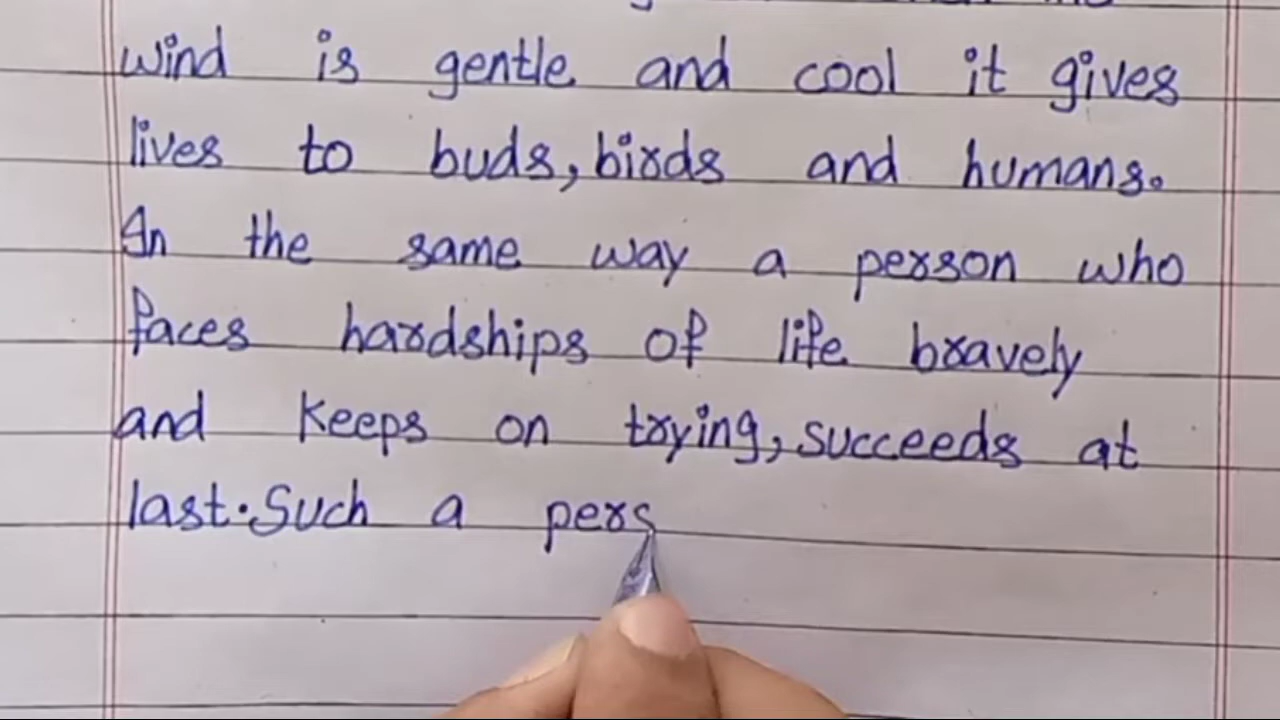 wind is gentle and cool it gives
lives to buds, birds and humans.
In the same way a person who
faces hardships of life bravely
and keeps on trying, succeeds at
last. Such a pers